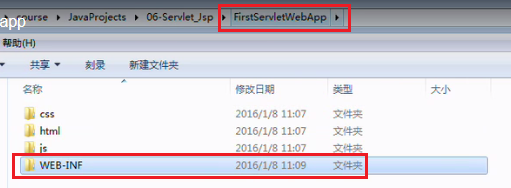 app
ourse ▸ JavaProjects ▸ 06-Servlet_Jsp ▸ FirstServletWebApp ▸
帮助(H)
共享 刻录 新建文件夹
名称 修改日期 类型 大小
css 2016/1/8 11:07 文件夹
html 2016/1/8 11:07 文件夹
js 2016/1/8 11:07 文件夹
WEB-INF 2016/1/8 11:09 文件夹